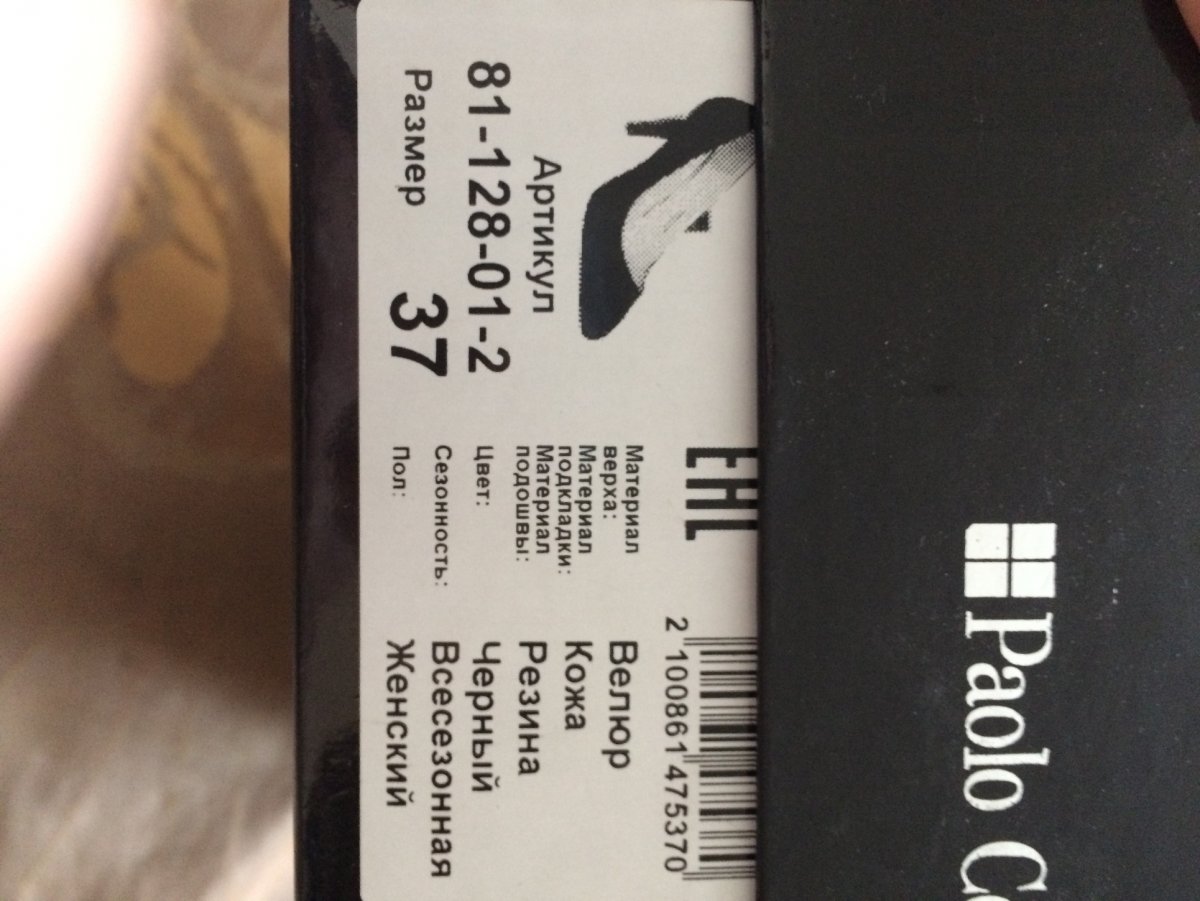 Артикул
81-128-01-2
Размер 37
ЕАС
2 100861 475370
Материал верха: Велюр
Материал подкладки: Кожа
Материал подошвы: Резина
Цвет: Черный
Сезонность: Всесезонная
Пол: Женский
Paolo